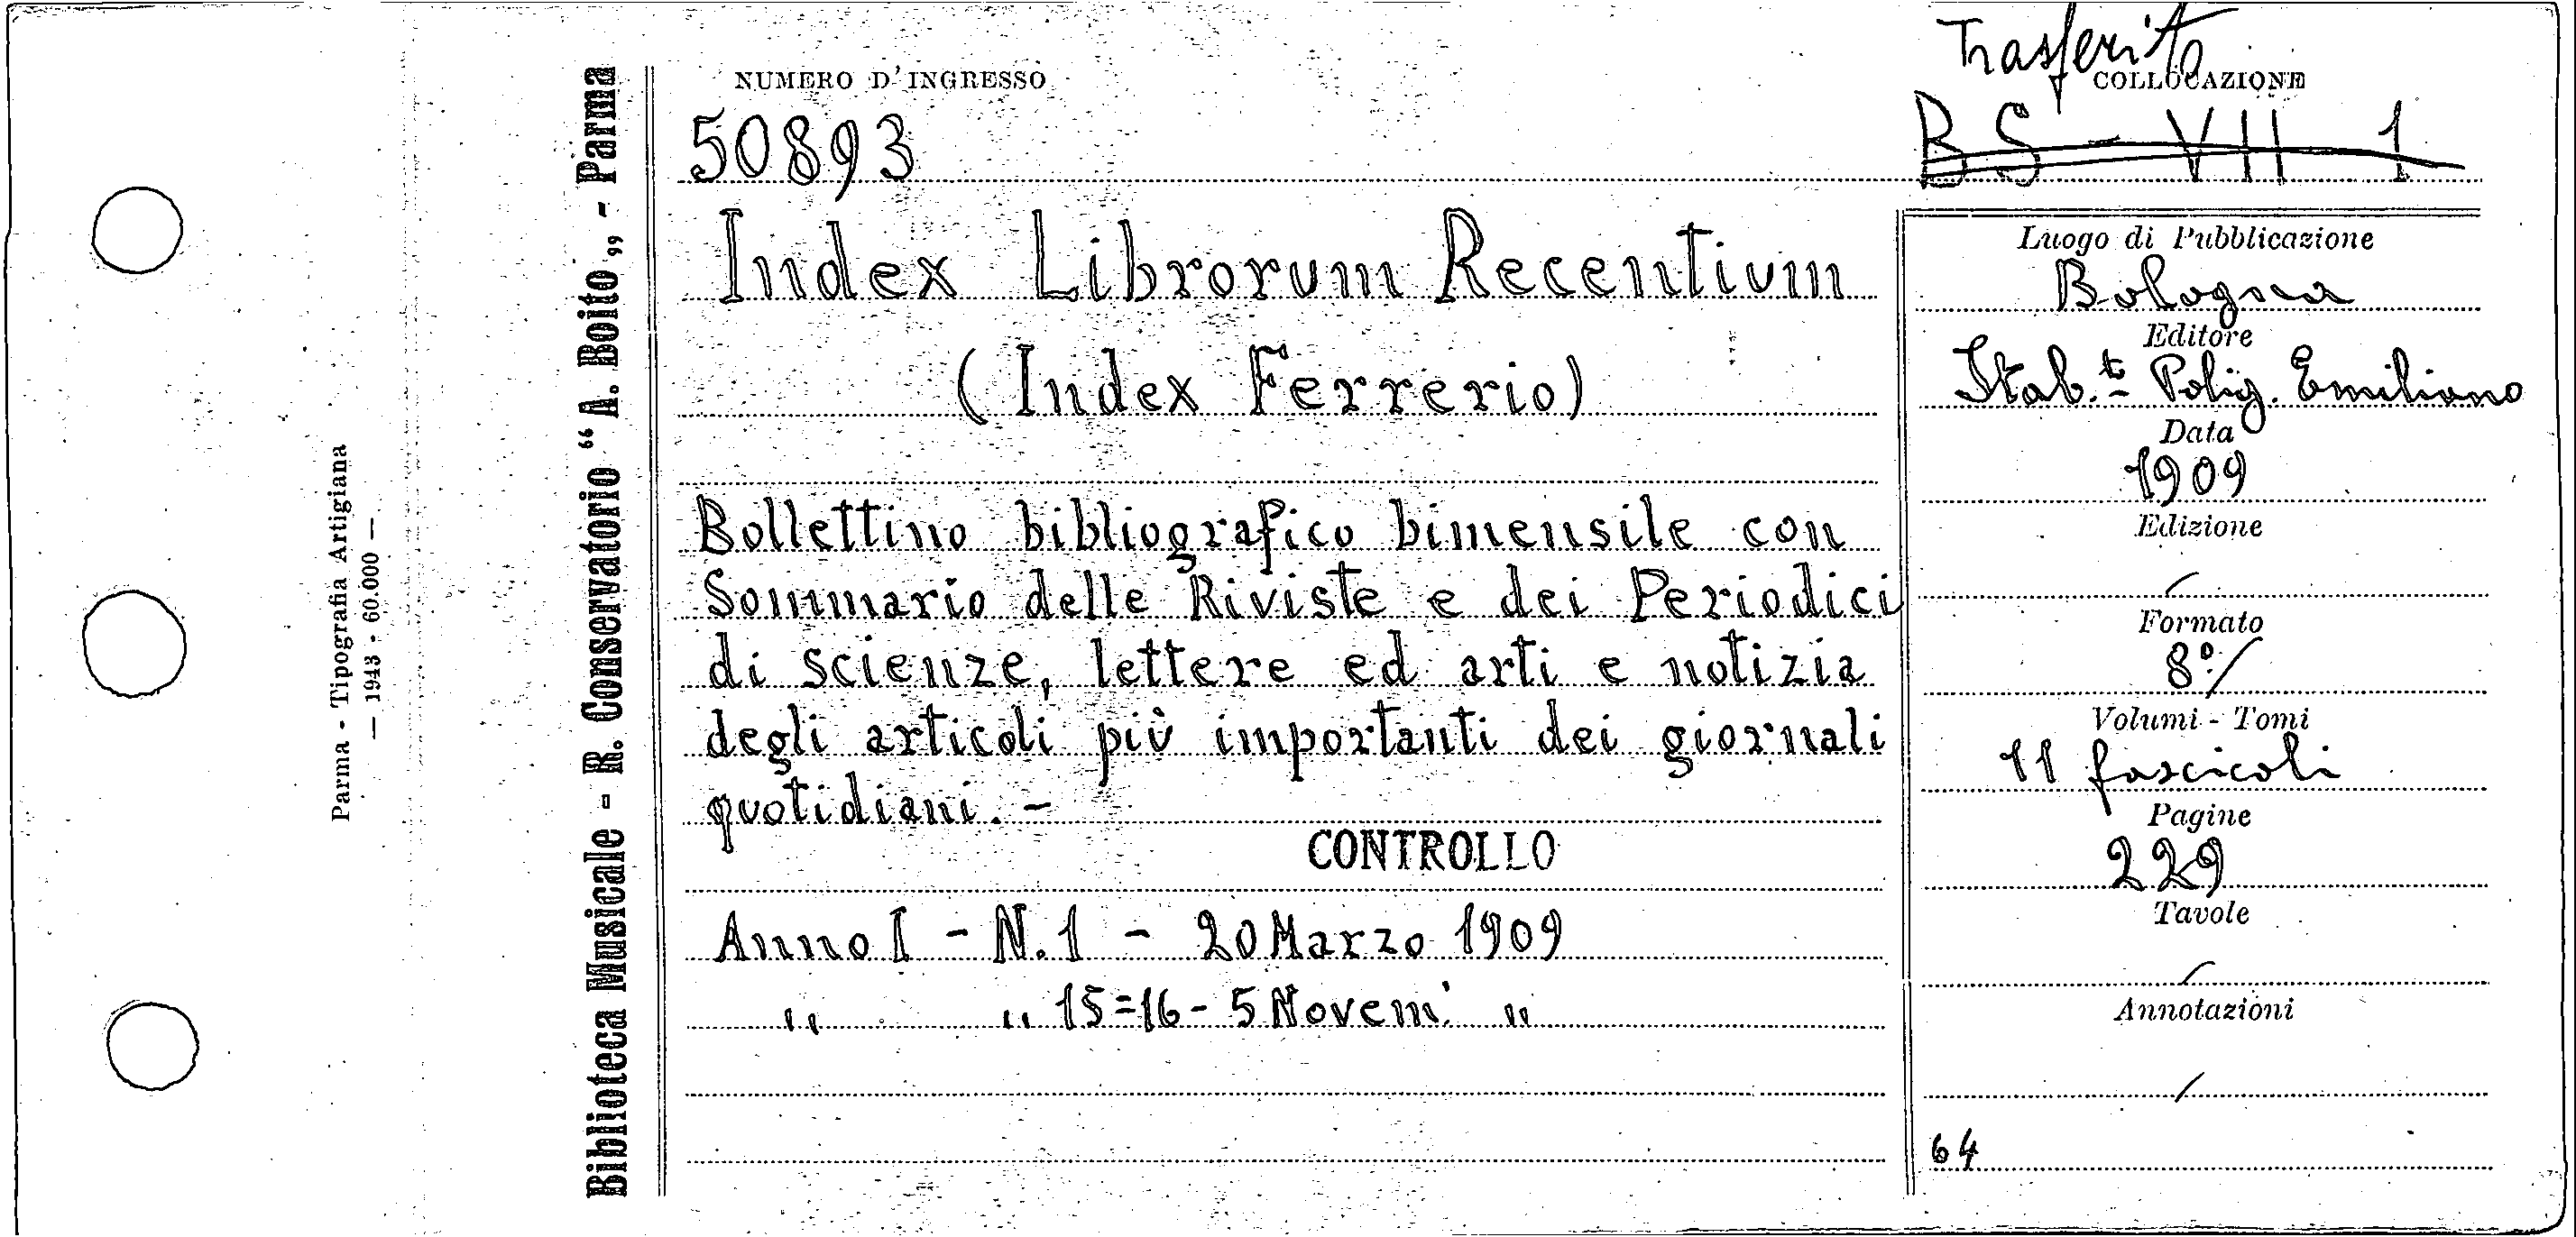 Parma - Tipografia Artigiana
— 1943 - 60.000 —
Biblioteca Musicale - R. Conservatorio “ A. Boito „ - Parma
NUMERO D'INGRESSO
50893
Trasferito
COLLOCAZIONE
BS - VII 1
Index Librorum Recentium
(Index Ferrerio)
Bollettino bibliografico bimensile con
Sommario delle Riviste e dei Periodici
di scienze, lettere ed arti e notizia
degli articoli più importanti dei giornali
quotidiani. -
CONTROLLO
Anno I - N. 1 - 20 Marzo 1909
" " 15=16 - 5 Novem. "
Luogo di Pubblicazione
Bologna
Editore
Stab.to Polig. Emiliano
Data
1909
Edizione
/
Formato
8°/
Volumi - Tomi
11 fascicoli
Pagine
229
Tavole
/
Annotazioni
/
64